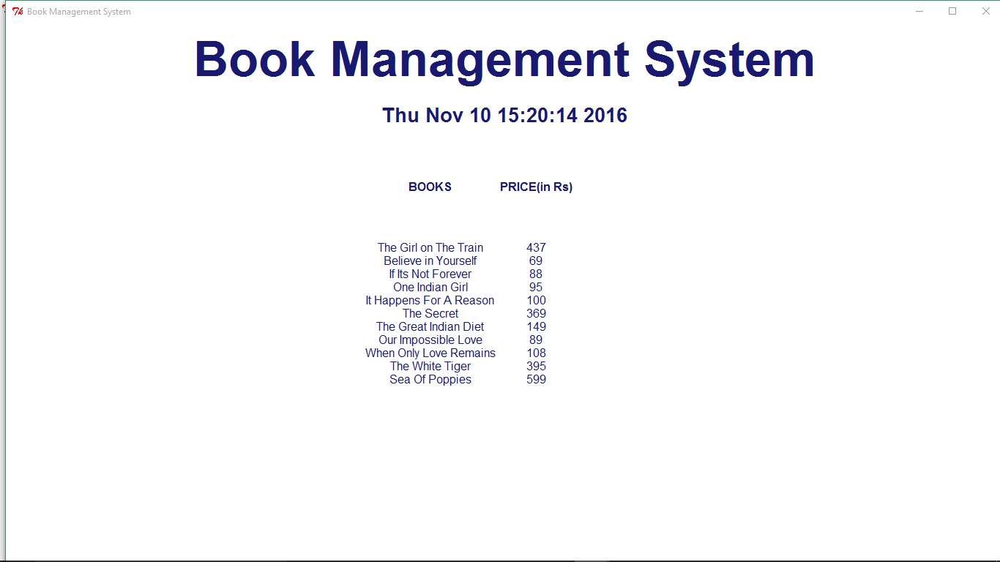 Book Management System
Book Management System
Thu Nov 10 15:20:14 2016
BOOKS PRICE(in Rs)
The Girl on The Train 437
Believe in Yourself 69
If Its Not Forever 88
One Indian Girl 95
It Happens For A Reason 100
The Secret 369
The Great Indian Diet 149
Our Impossible Love 89
When Only Love Remains 108
The White Tiger 395
Sea Of Poppies 599